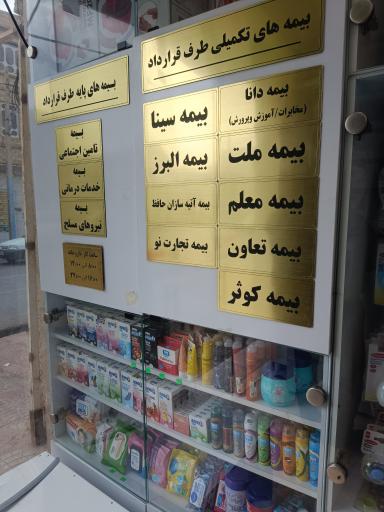 بیمه های تکمیلی طرف قرارداد
بیمه دانا
(مخابرات/آموزش وپرورش)
بیمه ملت
بیمه معلم
بیمه تعاون
بیمه کوثر
بیمه سینا
بیمه البرز
بیمه آتیه سازان حافظ
بیمه تجارت نو
بیمه های پایه طرف قرارداد
بیمه
تامین اجتماعی
بیمه
خدمات درمانی
بیمه
نیروهای مسلح